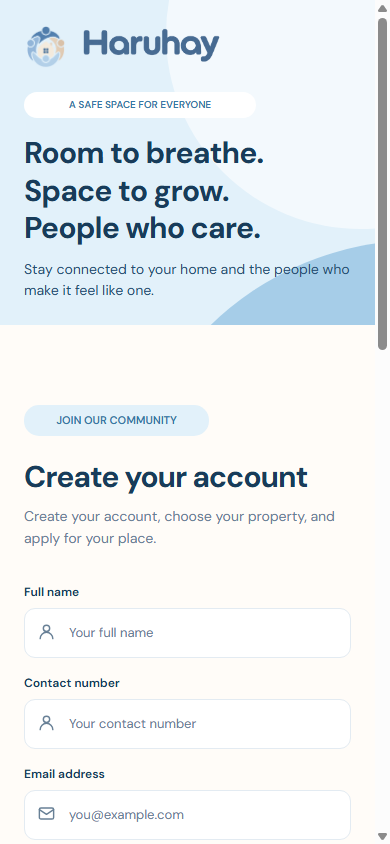 Haruhay
A SAFE SPACE FOR EVERYONE
Room to breathe.
Space to grow.
People who care.
Stay connected to your home and the people who
make it feel like one.
JOIN OUR COMMUNITY
Create your account
Create your account, choose your property, and
apply for your place.
Full name
Your full name
Contact number
Your contact number
Email address
you@example.com